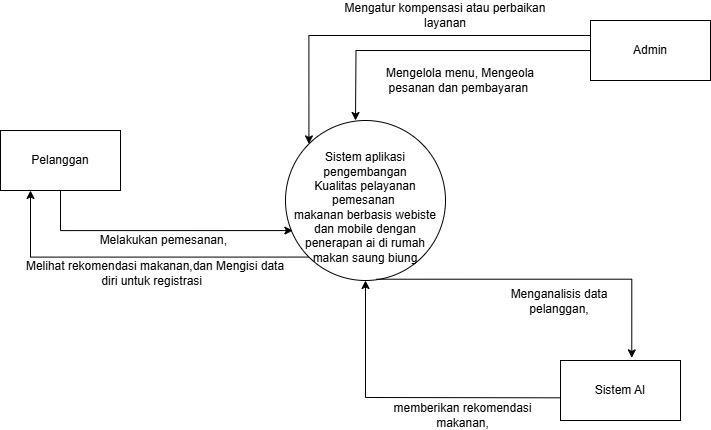 Mengatur kompensasi atau perbaikan
layanan
Admin
Mengelola menu, Mengeola
pesanan dan pembayaran
Pelanggan
Sistem aplikasi
pengembangan
Kualitas pelayanan
pemesanan
makanan berbasis webiste
dan mobile dengan
penerapan ai di rumah
makan saung biung
Melakukan pemesanan,
Melihat rekomendasi makanan,dan Mengisi data
diri untuk registrasi
Menganalisis data
pelanggan,
Sistem AI
memberikan rekomendasi
makanan,